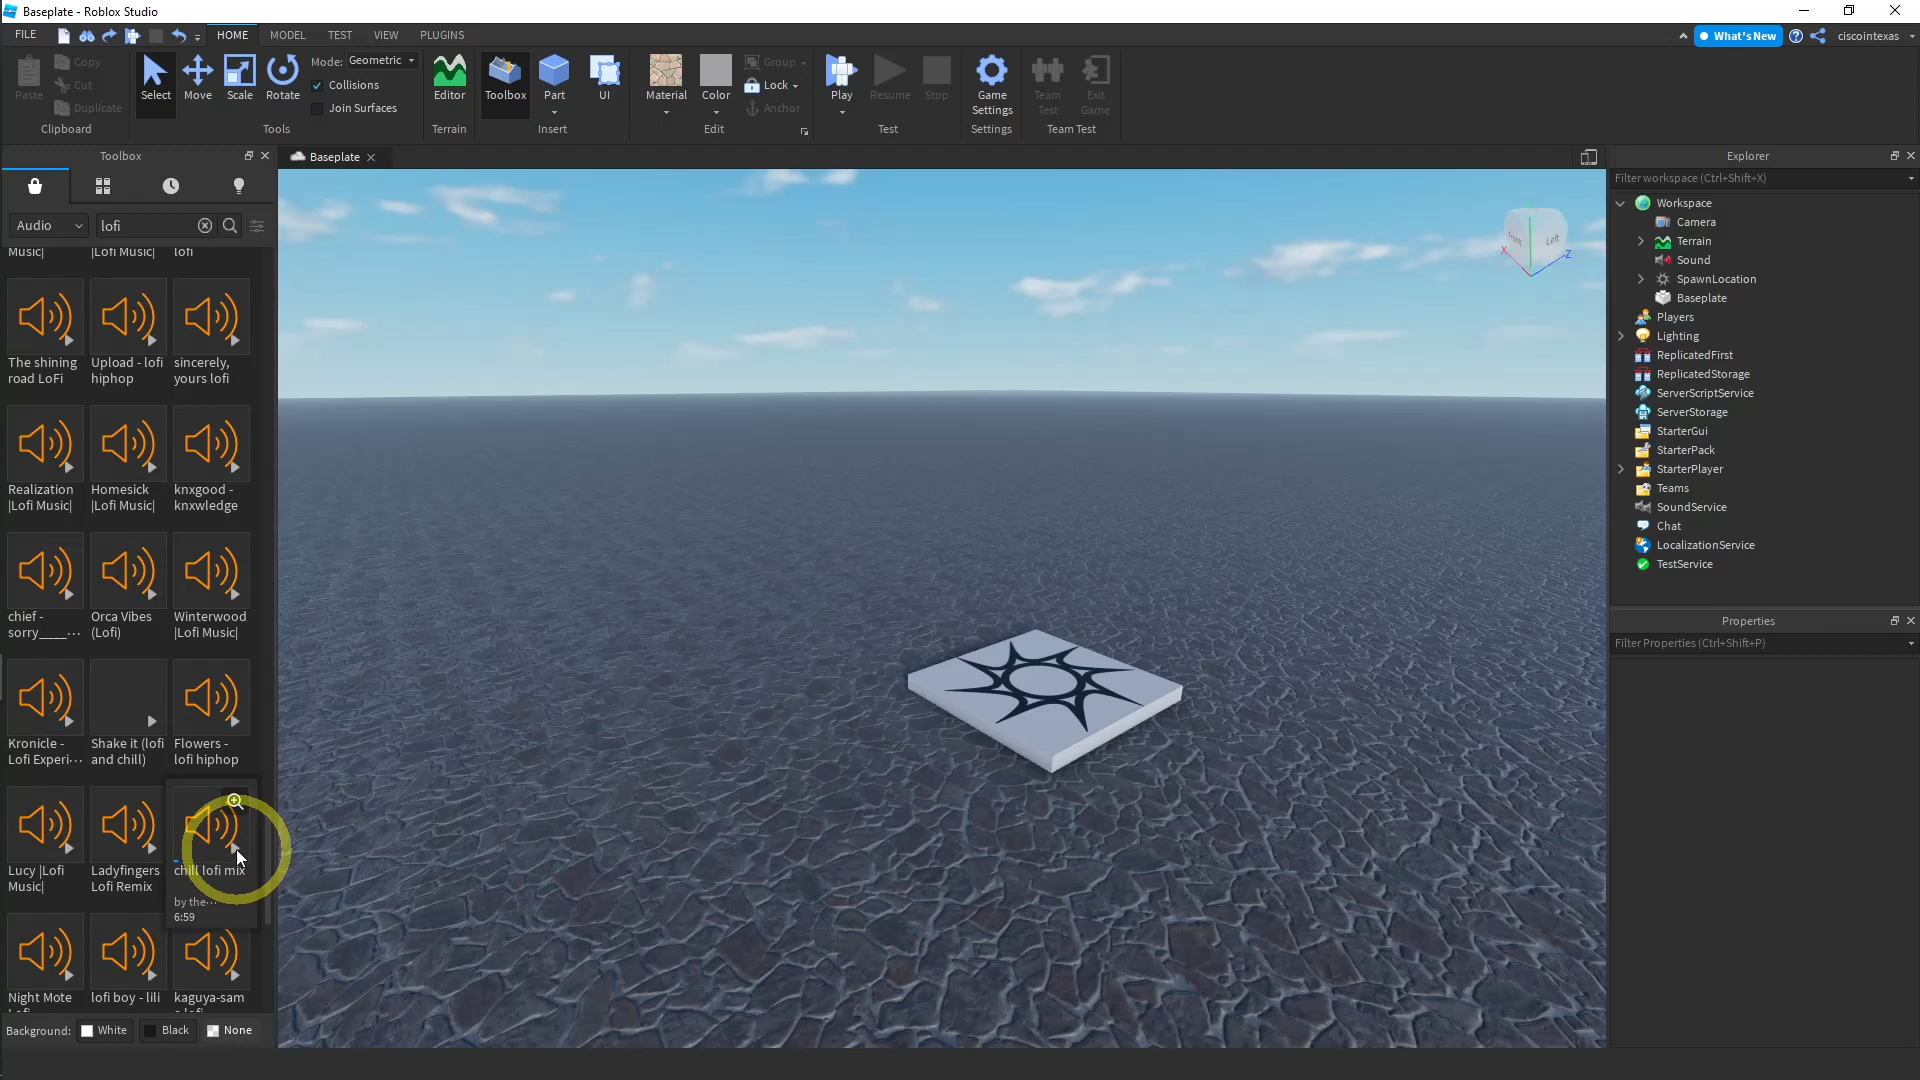 Baseplate - Roblox Studio
FILE HOME MODEL TEST VIEW PLUGINS What's New ciscointexas
Paste Copy Cut Duplicate
Clipboard
Select Move Scale Rotate
Mode: Geometric
Collisions
Join Surfaces
Tools
Editor
Terrain
Toolbox Part UI
Insert
Material Color Group Lock Anchor
Edit
Play Resume Stop
Test
Game Settings
Settings
Team Test
Exit Game
Team Test
Toolbox
Baseplate
Audio lofi
Music| |Lofi Music| lofi
The shining Upload - lofi sincerely,
road LoFi hiphop yours lofi
Realization Homesick knxgood -
|Lofi Music| |Lofi Music| knxwledge
chief - Orca Vibes Winterwood
sorry____... (Lofi) |Lofi Music|
Kronicle - Shake it (lofi Flowers -
Lofi Experi... and chill) lofi hiphop
Lucy |Lofi Ladyfingers chill lofi mix
Music| Lofi Remix
by the...
6:59
Night Mote lofi boy - lili kaguya-sam
Background: White Black None
Front Left
X Z
Explorer
Filter workspace (Ctrl+Shift+X)
Workspace
Camera
Terrain
Sound
SpawnLocation
Baseplate
Players
Lighting
ReplicatedFirst
ReplicatedStorage
ServerScriptService
ServerStorage
StarterGui
StarterPack
StarterPlayer
Teams
SoundService
Chat
LocalizationService
TestService
Properties
Filter Properties (Ctrl+Shift+P)